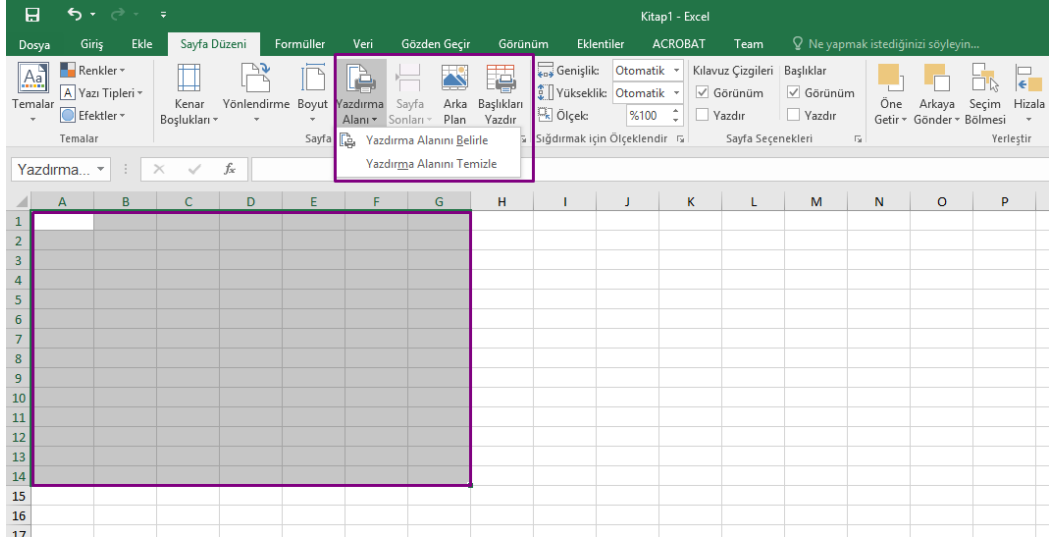 Kitap1 - Excel
Dosya Giriş Ekle Sayfa Düzeni Formüller Veri Gözden Geçir Görünüm Eklentiler ACROBAT Team Ne yapmak istediğinizi söyleyin...
Aa Renkler Genişlik: Otomatik Kılavuz Çizgileri Başlıklar
A Yazı Tipleri Yükseklik: Otomatik Görünüm Görünüm
Temalar Efektler Kenar Boşlukları Yönlendirme Boyut Yazdırma Alanı Sayfa Sonları Arka Plan Başlıkları Yazdır Ölçek: %100 Yazdır Yazdır Öne Getir Arkaya Gönder Seçim Bölmesi Hizala
Temalar Sayfa Sığdırmak için Ölçeklendir Sayfa Seçenekleri Yerleştir
Yazdırma Alanını Belirle
Yazdırma Alanını Temizle
Yazdırma... fx
A B C D E F G H I J K L M N O P
1
2
3
4
5
6
7
8
9
10
11
12
13
14
15
16
17